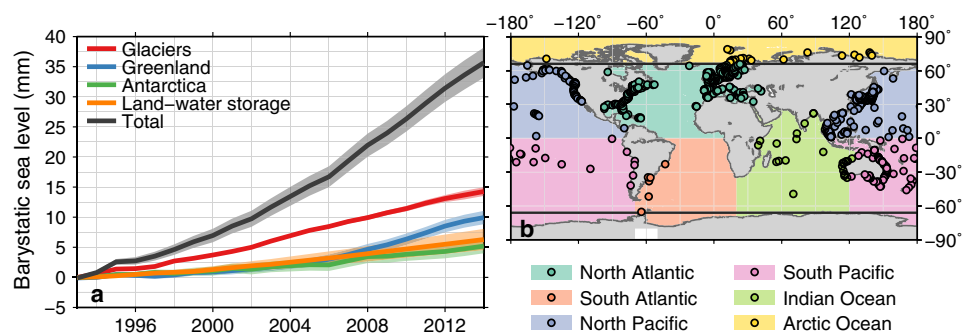 Barystatic sea level (mm)
40
35
30
25
20
15
10
5
0
−5
Glaciers
Greenland
Antarctica
Land−water storage
Total
a
1996
2000
2004
2008
2012
−180 −120 −60 0° 60° 120° 180°
90°
60°
30°
0°
−30°
−60°
−90°
b
North Atlantic
South Atlantic
North Pacific
South Pacific
Indian Ocean
Arctic Ocean